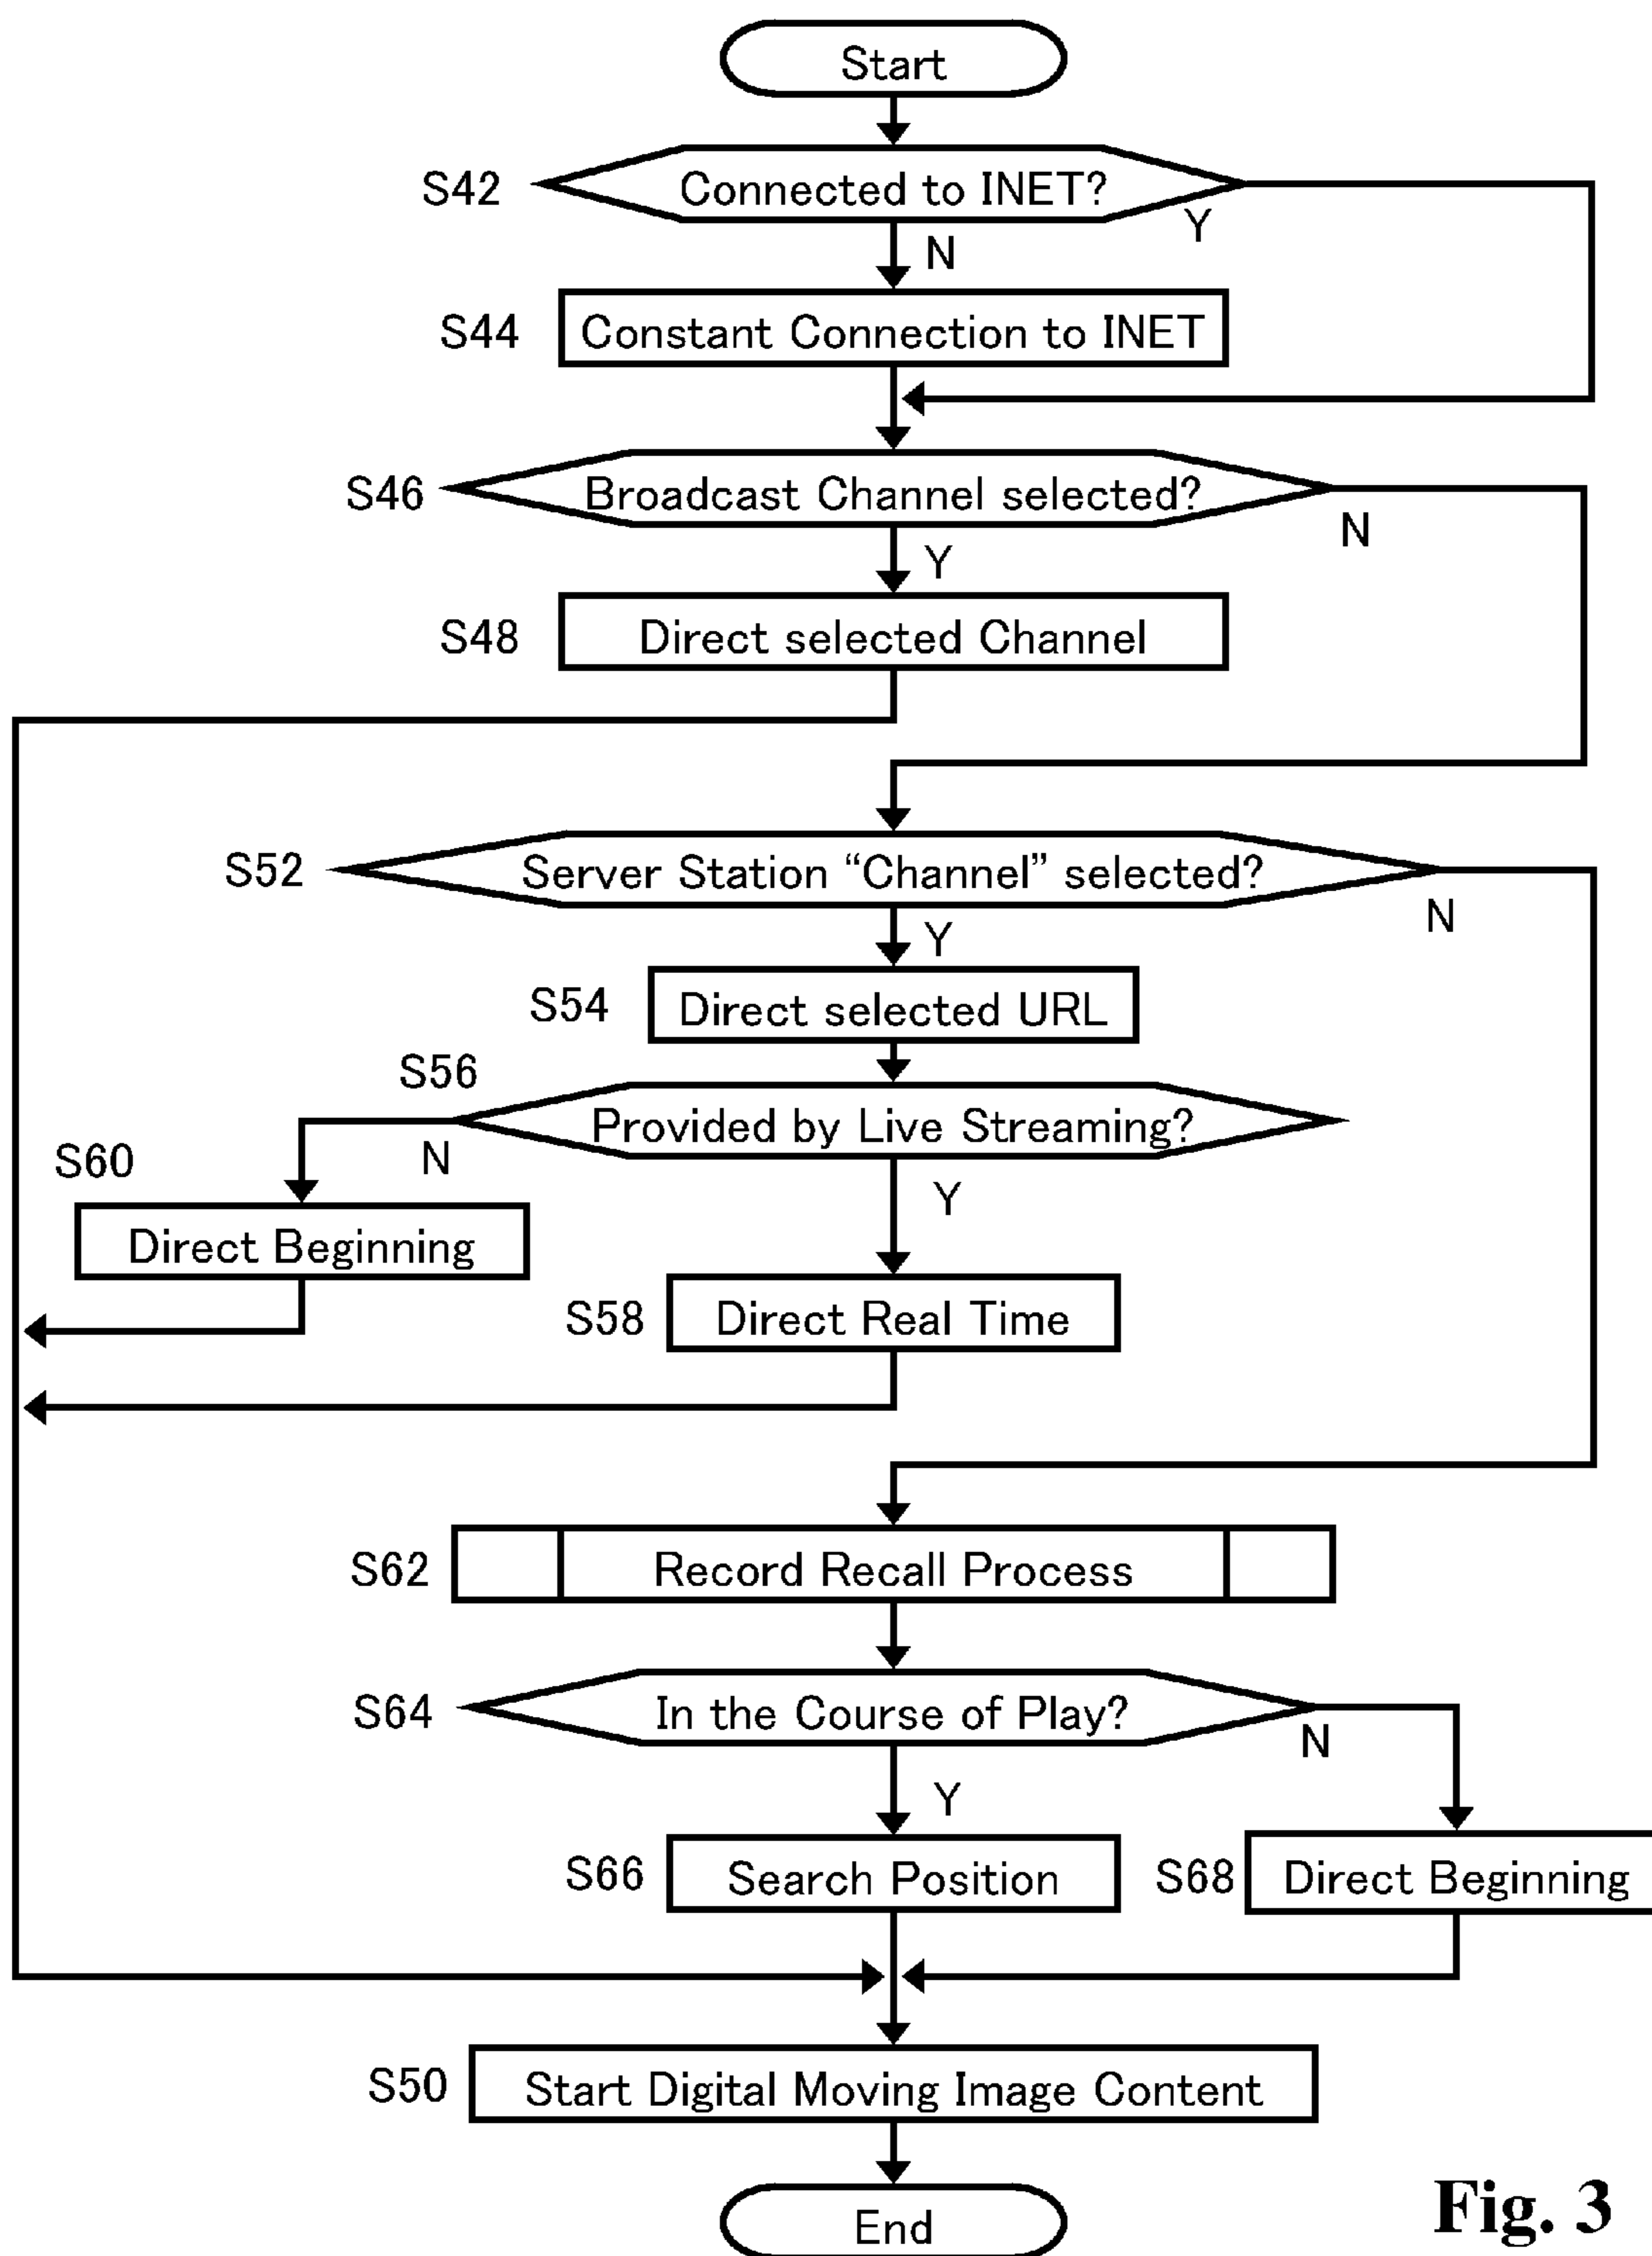 Start
S42
Connected to INET?
Y
N
S44
Constant Connection to INET
S46
Broadcast Channel selected?
N
Y
S48
Direct selected Channel
S52
Server Station “Channel” selected?
N
Y
S54
Direct selected URL
S56
Provided by Live Streaming?
N
Y
S60
Direct Beginning
S58
Direct Real Time
S62
Record Recall Process
S64
In the Course of Play?
N
Y
S66
Search Position
S68
Direct Beginning
S50
Start Digital Moving Image Content
End
Fig. 3